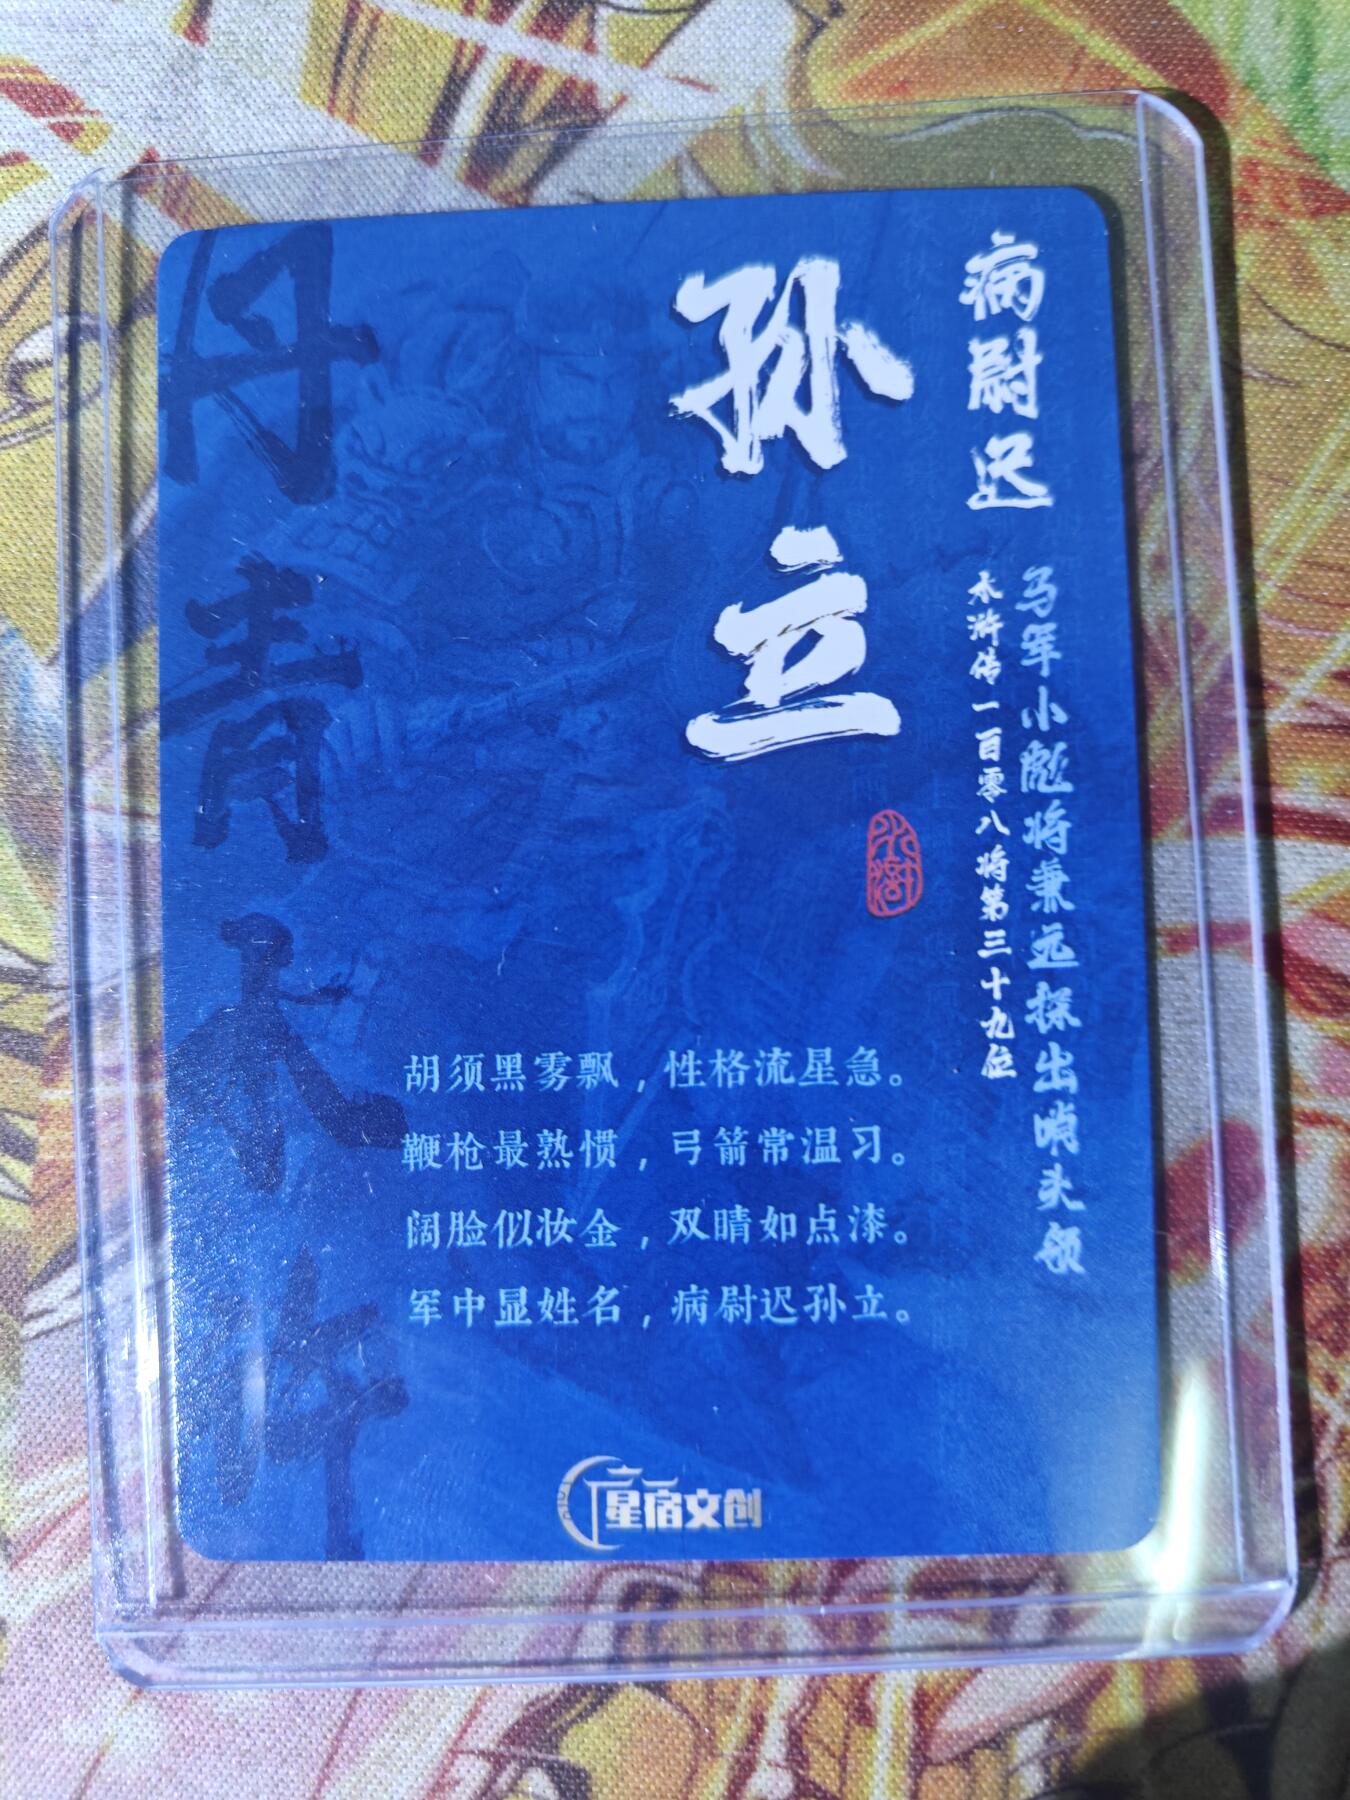 病尉迟
马军小彪将兼远探出哨头领
水浒传一百零八将第三十九位
孙立
水浒
胡须黑雾飘，性格流星急。
鞭枪最熟惯，弓箭常温习。
阔脸似妆金，双睛如点漆。
军中显姓名，病尉迟孙立。
丹青水浒
星宿文创